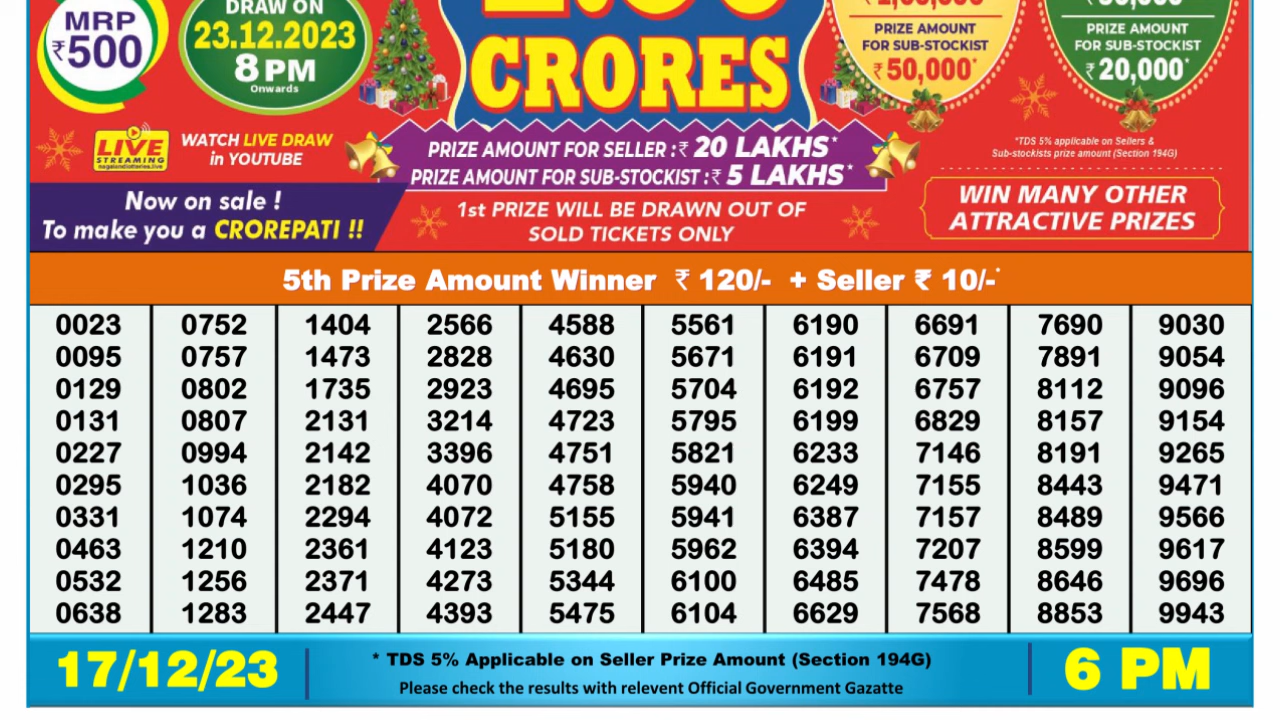 MRP
₹500
DRAW ON
23.12.2023
8 PM
Onwards
CRORES
PRIZE AMOUNT
FOR SUB-STOCKIST
₹50,000*
PRIZE AMOUNT
FOR SUB-STOCKIST
₹20,000*
LIVE
STREAMING
nagalandlotteries.live
WATCH LIVE DRAW
in YOUTUBE
PRIZE AMOUNT FOR SELLER :₹ 20 LAKHS*
PRIZE AMOUNT FOR SUB-STOCKIST :₹ 5 LAKHS*
*TDS 5% applicable on Sellers &
Sub-stockists prize amount (Section 194G)
Now on sale !
To make you a CROREPATI !!
1st PRIZE WILL BE DRAWN OUT OF
SOLD TICKETS ONLY
WIN MANY OTHER
ATTRACTIVE PRIZES
5th Prize Amount Winner ₹ 120/- + Seller ₹ 10/-*
0023 0752 1404 2566 4588 5561 6190 6691 7690 9030
0095 0757 1473 2828 4630 5671 6191 6709 7891 9054
0129 0802 1735 2923 4695 5704 6192 6757 8112 9096
0131 0807 2131 3214 4723 5795 6199 6829 8157 9154
0227 0994 2142 3396 4751 5821 6233 7146 8191 9265
0295 1036 2182 4070 4758 5940 6249 7155 8443 9471
0331 1074 2294 4072 5155 5941 6387 7157 8489 9566
0463 1210 2361 4123 5180 5962 6394 7207 8599 9617
0532 1256 2371 4273 5344 6100 6485 7478 8646 9696
0638 1283 2447 4393 5475 6104 6629 7568 8853 9943
17/12/23
* TDS 5% Applicable on Seller Prize Amount (Section 194G)
Please check the results with relevent Official Government Gazatte
6 PM